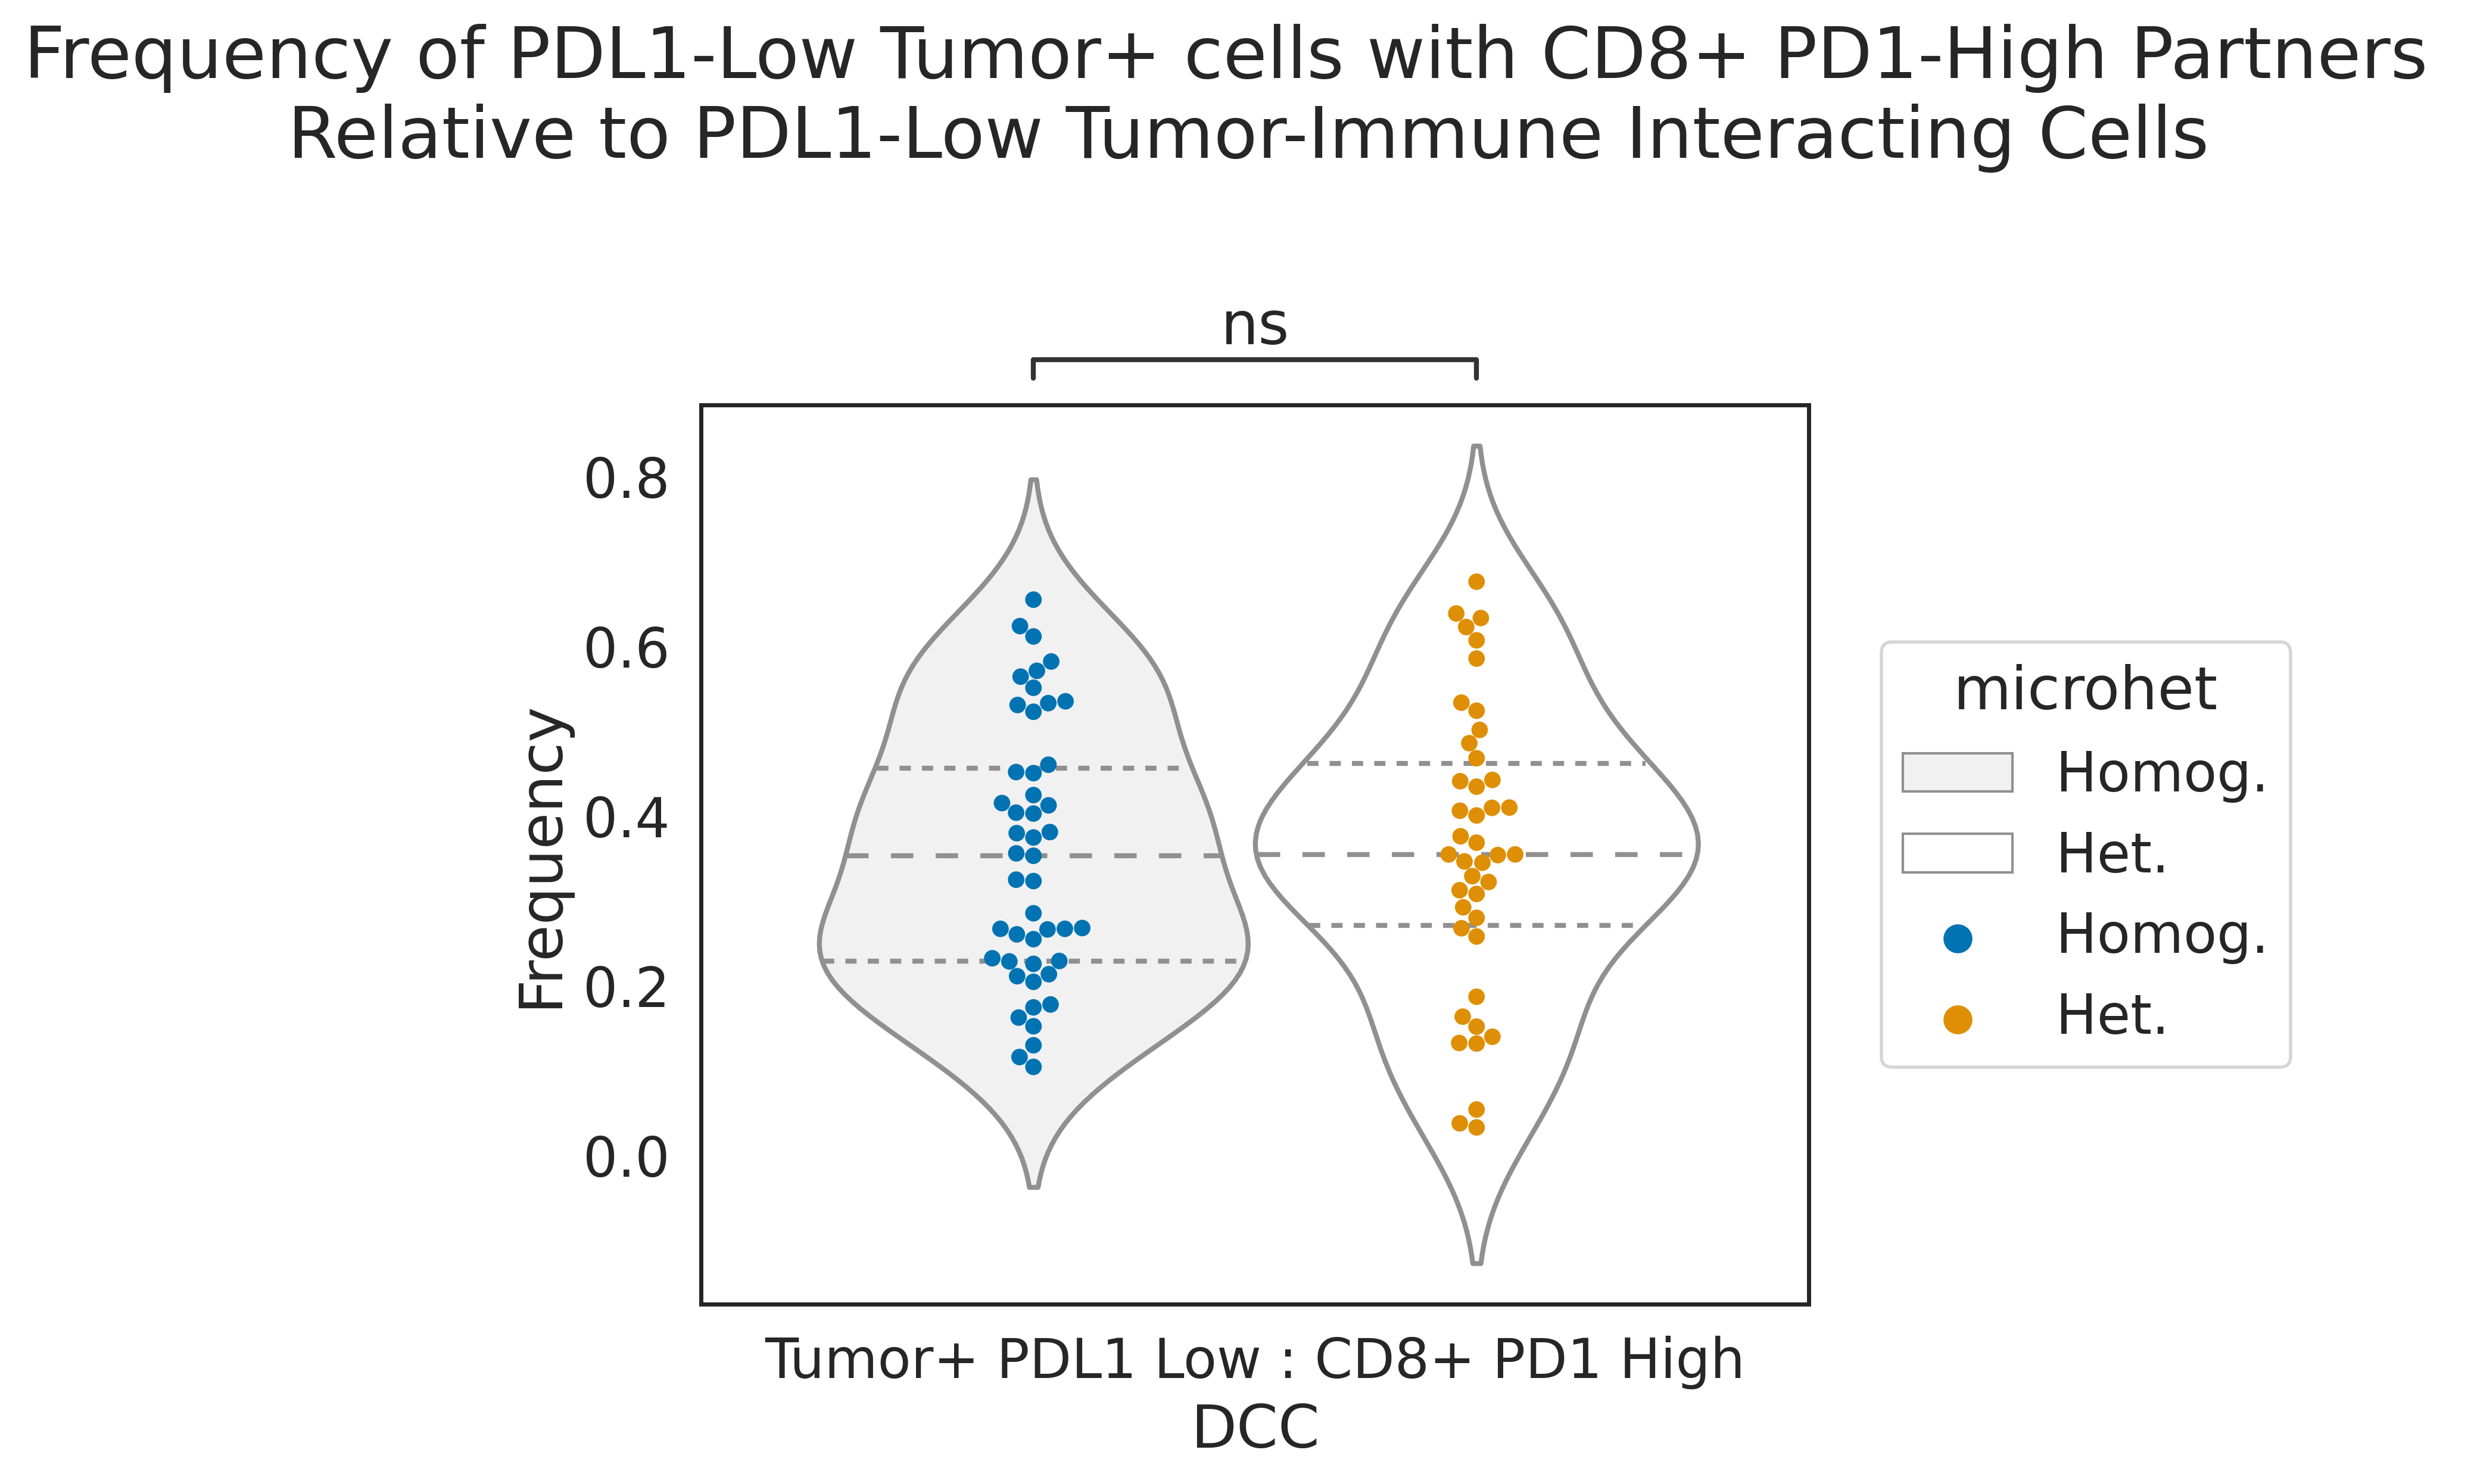 Frequency of PDL1-Low Tumor+ cells with CD8+ PD1-High Partners
Relative to PDL1-Low Tumor-Immune Interacting Cells
ns
0.8
0.6
0.4
0.2
0.0
Frequency
Tumor+ PDL1 Low : CD8+ PD1 High
DCC
microhet
Homog.
Het.
Homog.
Het.